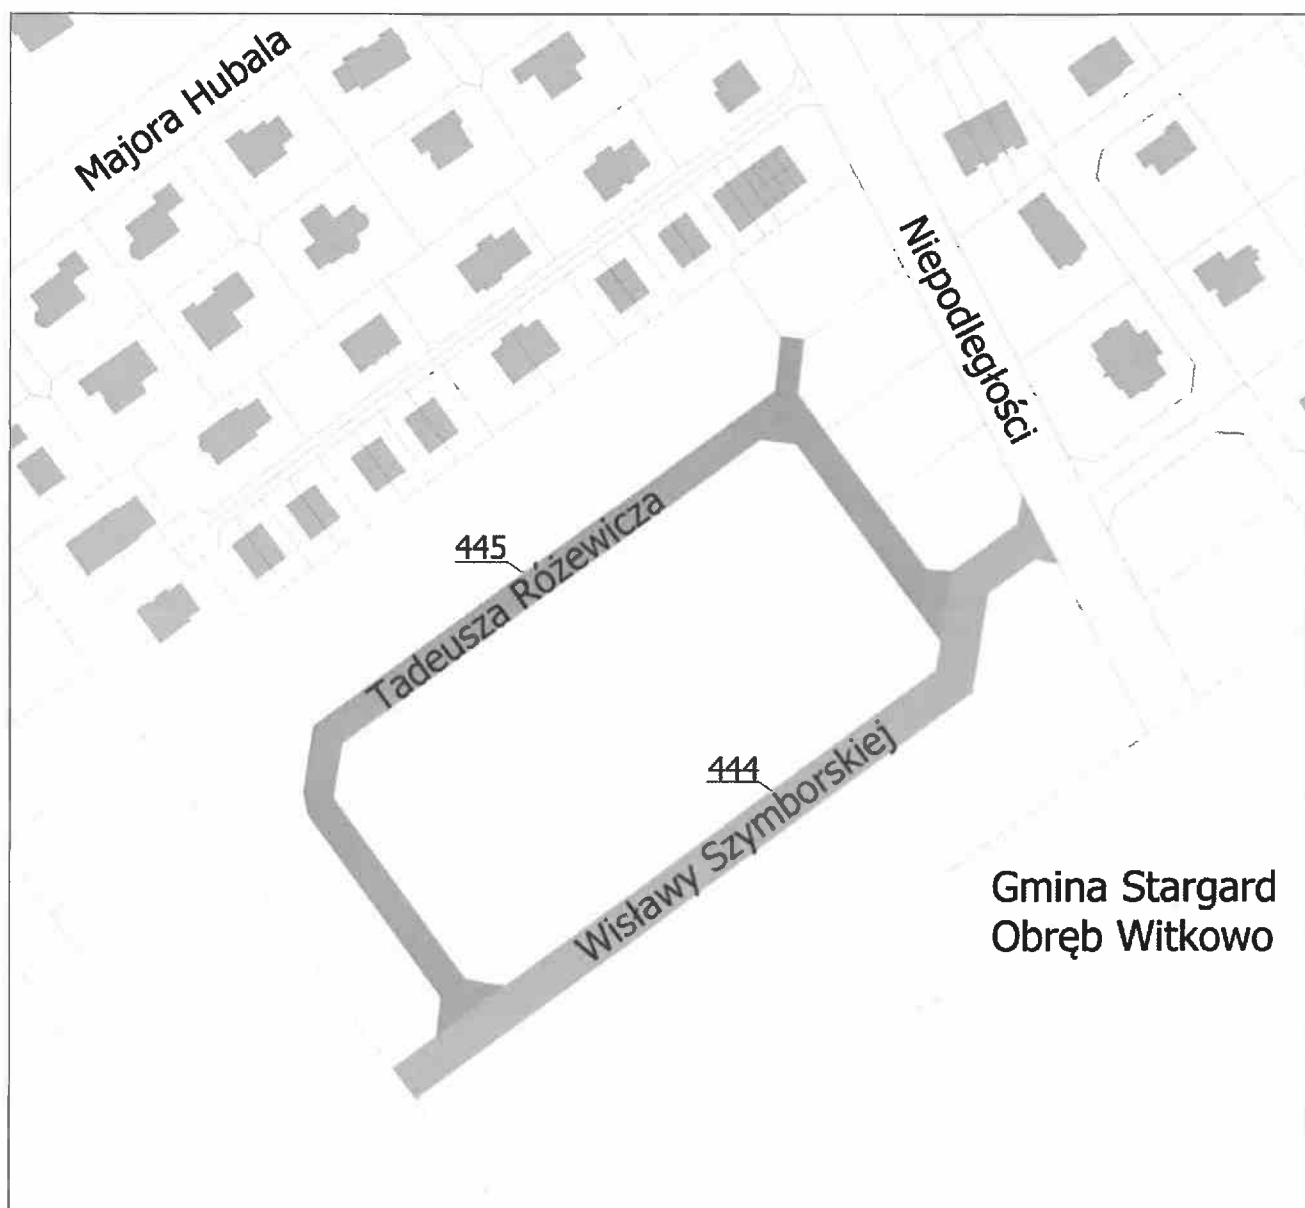 Majora Hubala
Niepodległości
445
Tadeusza Różewicza
444
Wisławy Szymborskiej
Gmina Stargard
Obręb Witkowo